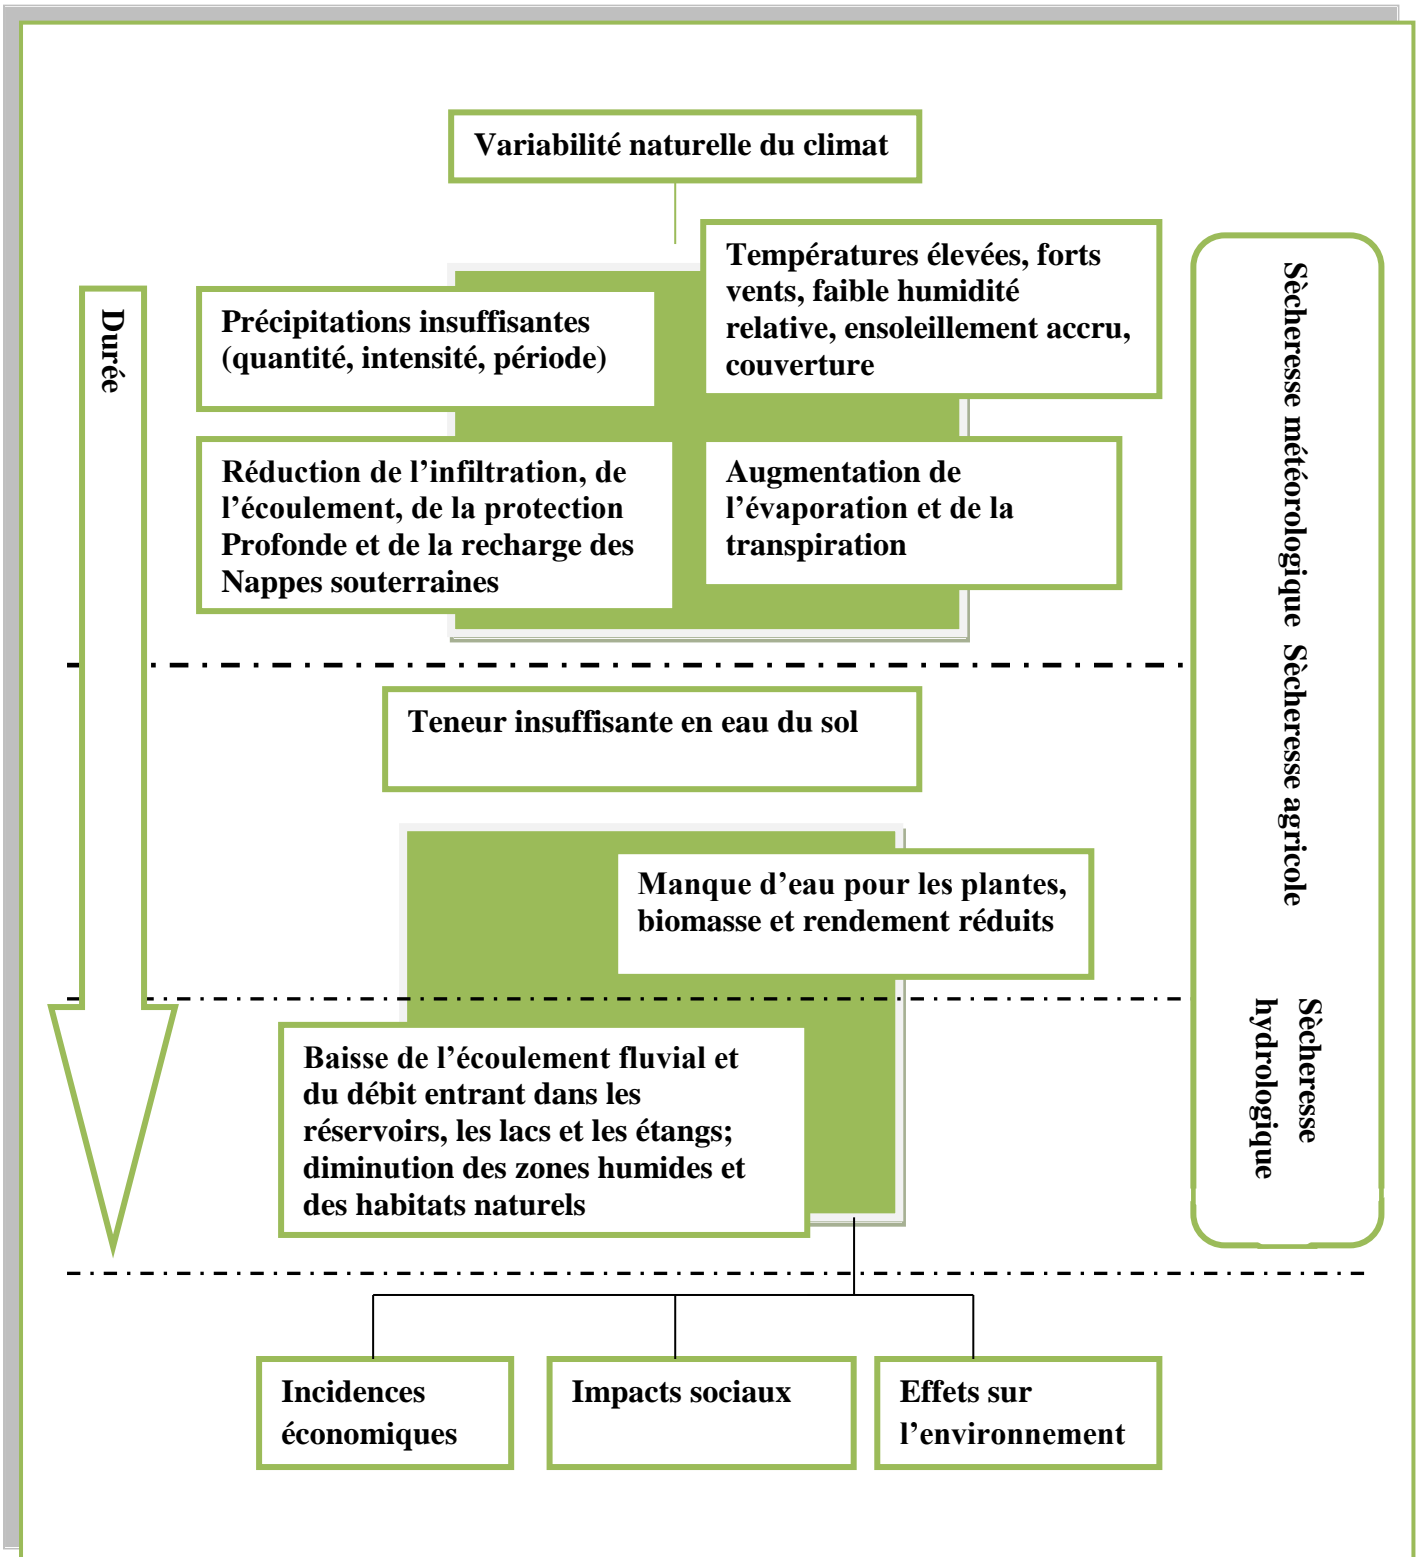 Variabilité naturelle du climat
Températures élevées, forts
vents, faible humidité
relative, ensoleillement accru,
couverture
Précipitations insuffisantes
(quantité, intensité, période)
Durée
Réduction de l’infiltration, de
l’écoulement, de la protection
Profonde et de la recharge des
Nappes souterraines
Augmentation de
l’évaporation et de la
transpiration
Sècheresse météorologique
Teneur insuffisante en eau du sol
Manque d’eau pour les plantes,
biomasse et rendement réduits
Sècheresse agricole
Baisse de l’écoulement fluvial et
du débit entrant dans les
réservoirs, les lacs et les étangs;
diminution des zones humides et
des habitats naturels
Sècheresse
hydrologique
Incidences
économiques
Impacts sociaux
Effets sur
l’environnement